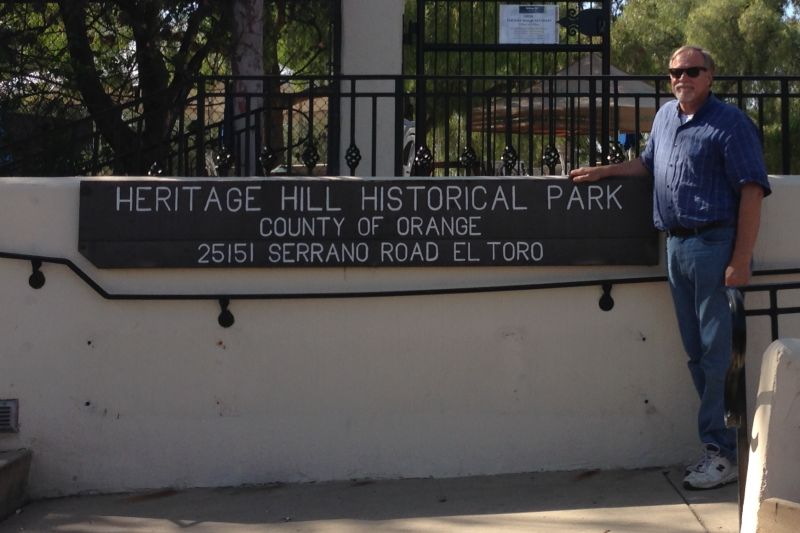 HERITAGE HILL HISTORICAL PARK
COUNTY OF ORANGE
25151 SERRANO ROAD EL TORO